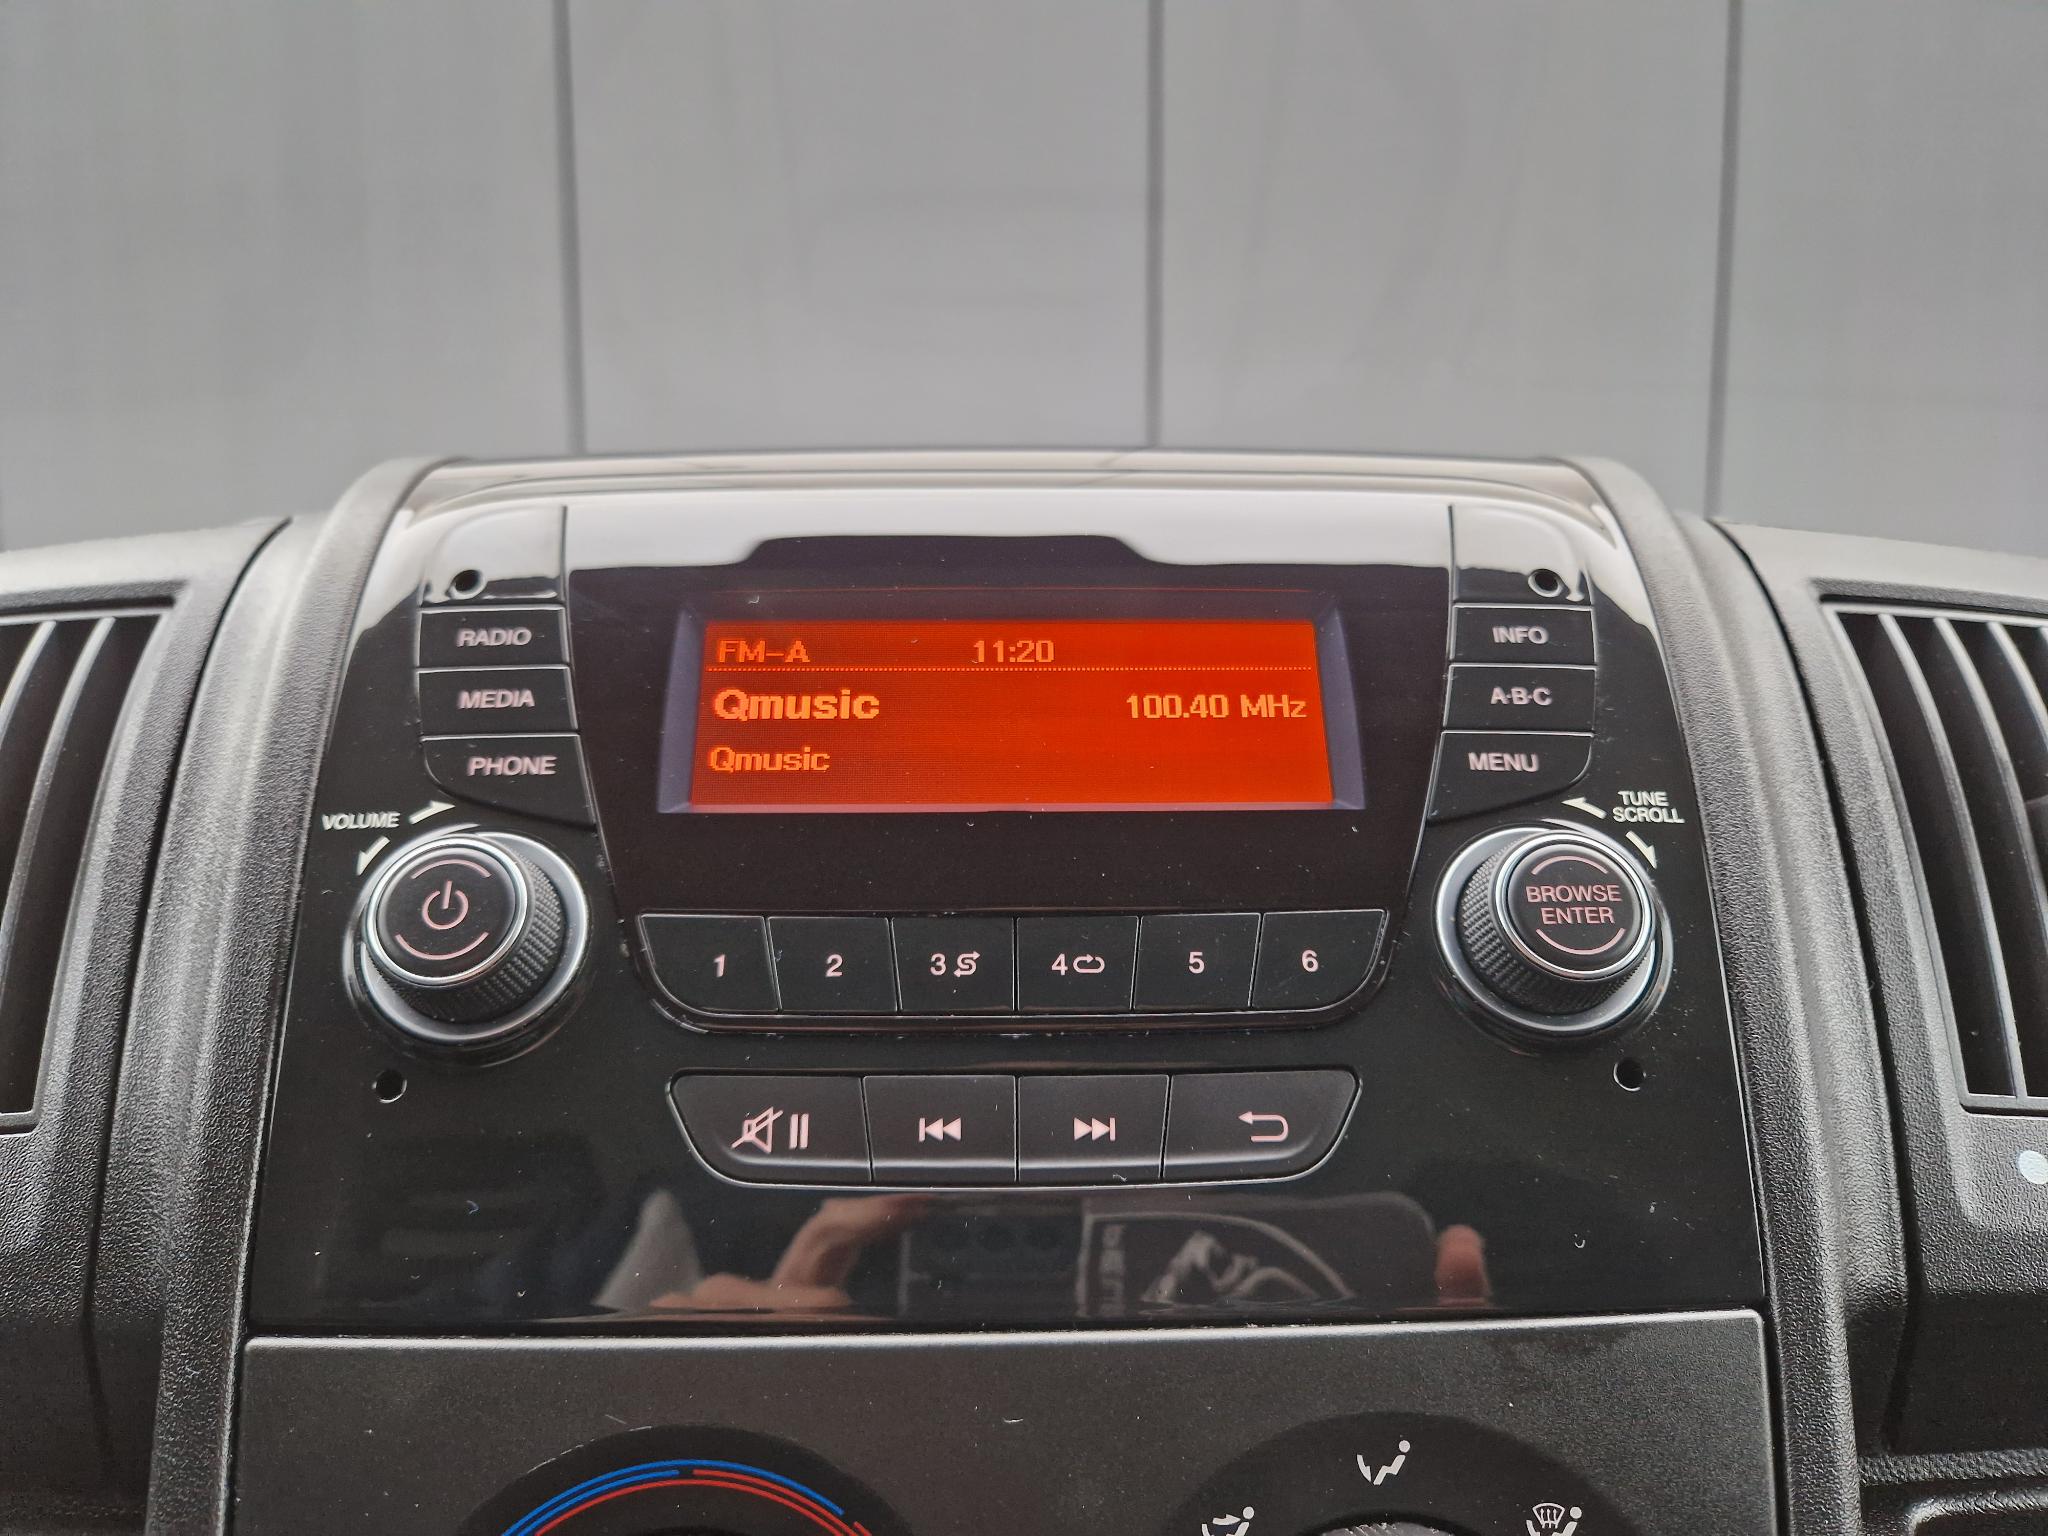 RADIO
MEDIA
PHONE
VOLUME
FM-A 11:20
Qmusic 100.40 MHz
Qmusic
INFO
A·B·C
MENU
TUNE
SCROLL
BROWSE
ENTER
1 2 3 4 5 6